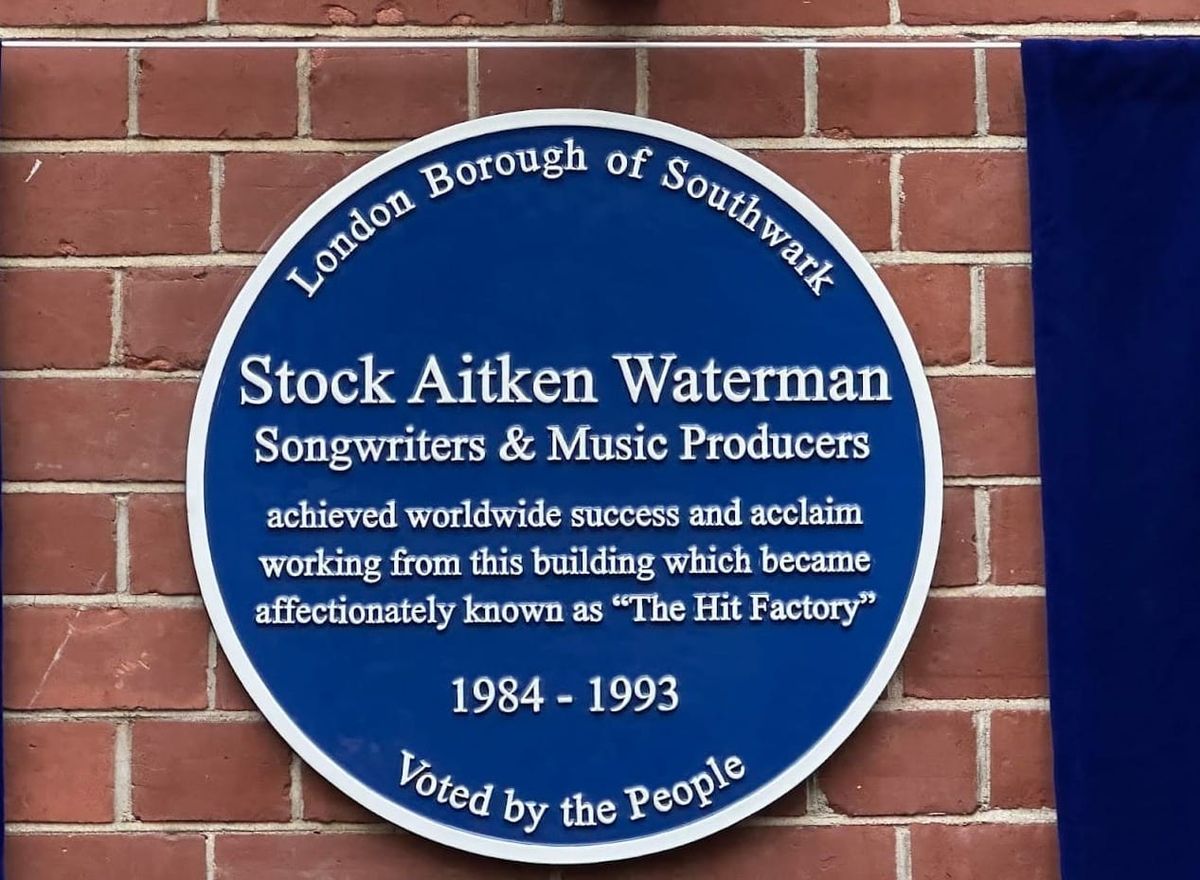 London Borough of Southwark
Stock Aitken Waterman
Songwriters & Music Producers
achieved worldwide success and acclaim
working from this building which became
affectionately known as “The Hit Factory”
1984 - 1993
Voted by the People